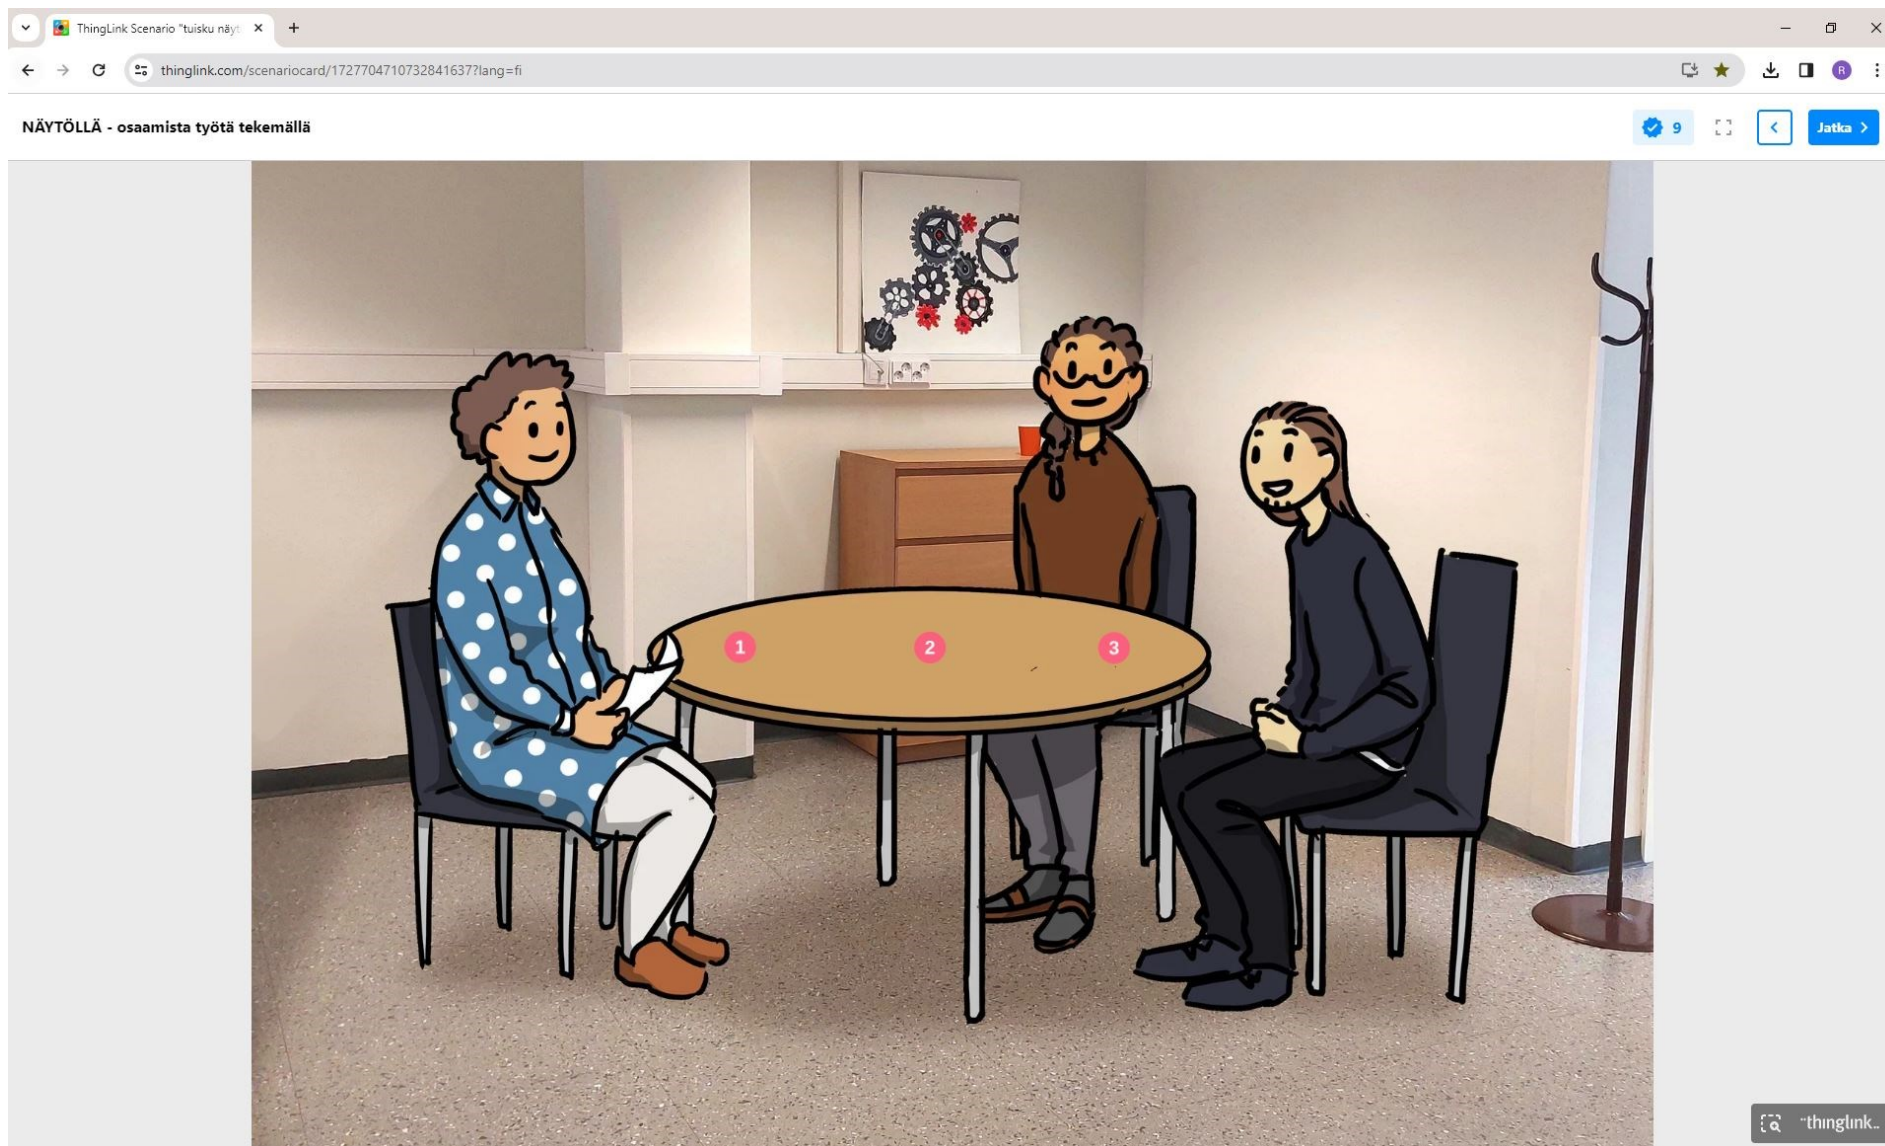 ThingLink Scenario "tuisku näyt
thinglink.com/scenariocard/1727704710732841637?lang=fi
R
NÄYTÖLLÄ - osaamista työtä tekemällä
9
Jatka
1
2
3
thinglink..